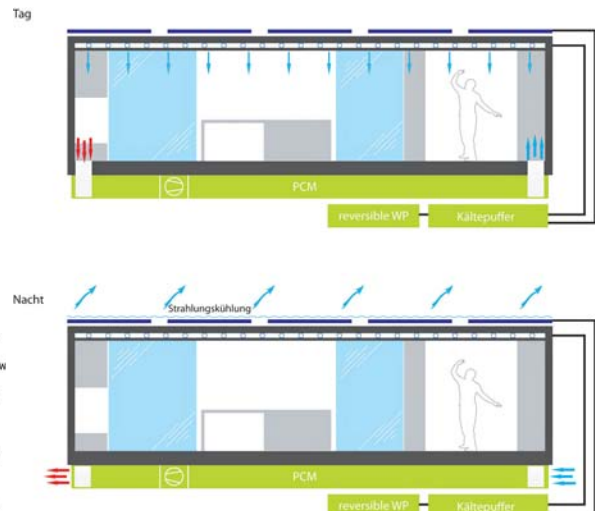 Tag
PCM
reversible WP
Kältepuffer
Nacht
Strahlungskühlung
w
PCM
reversible WP
Kältepuffer